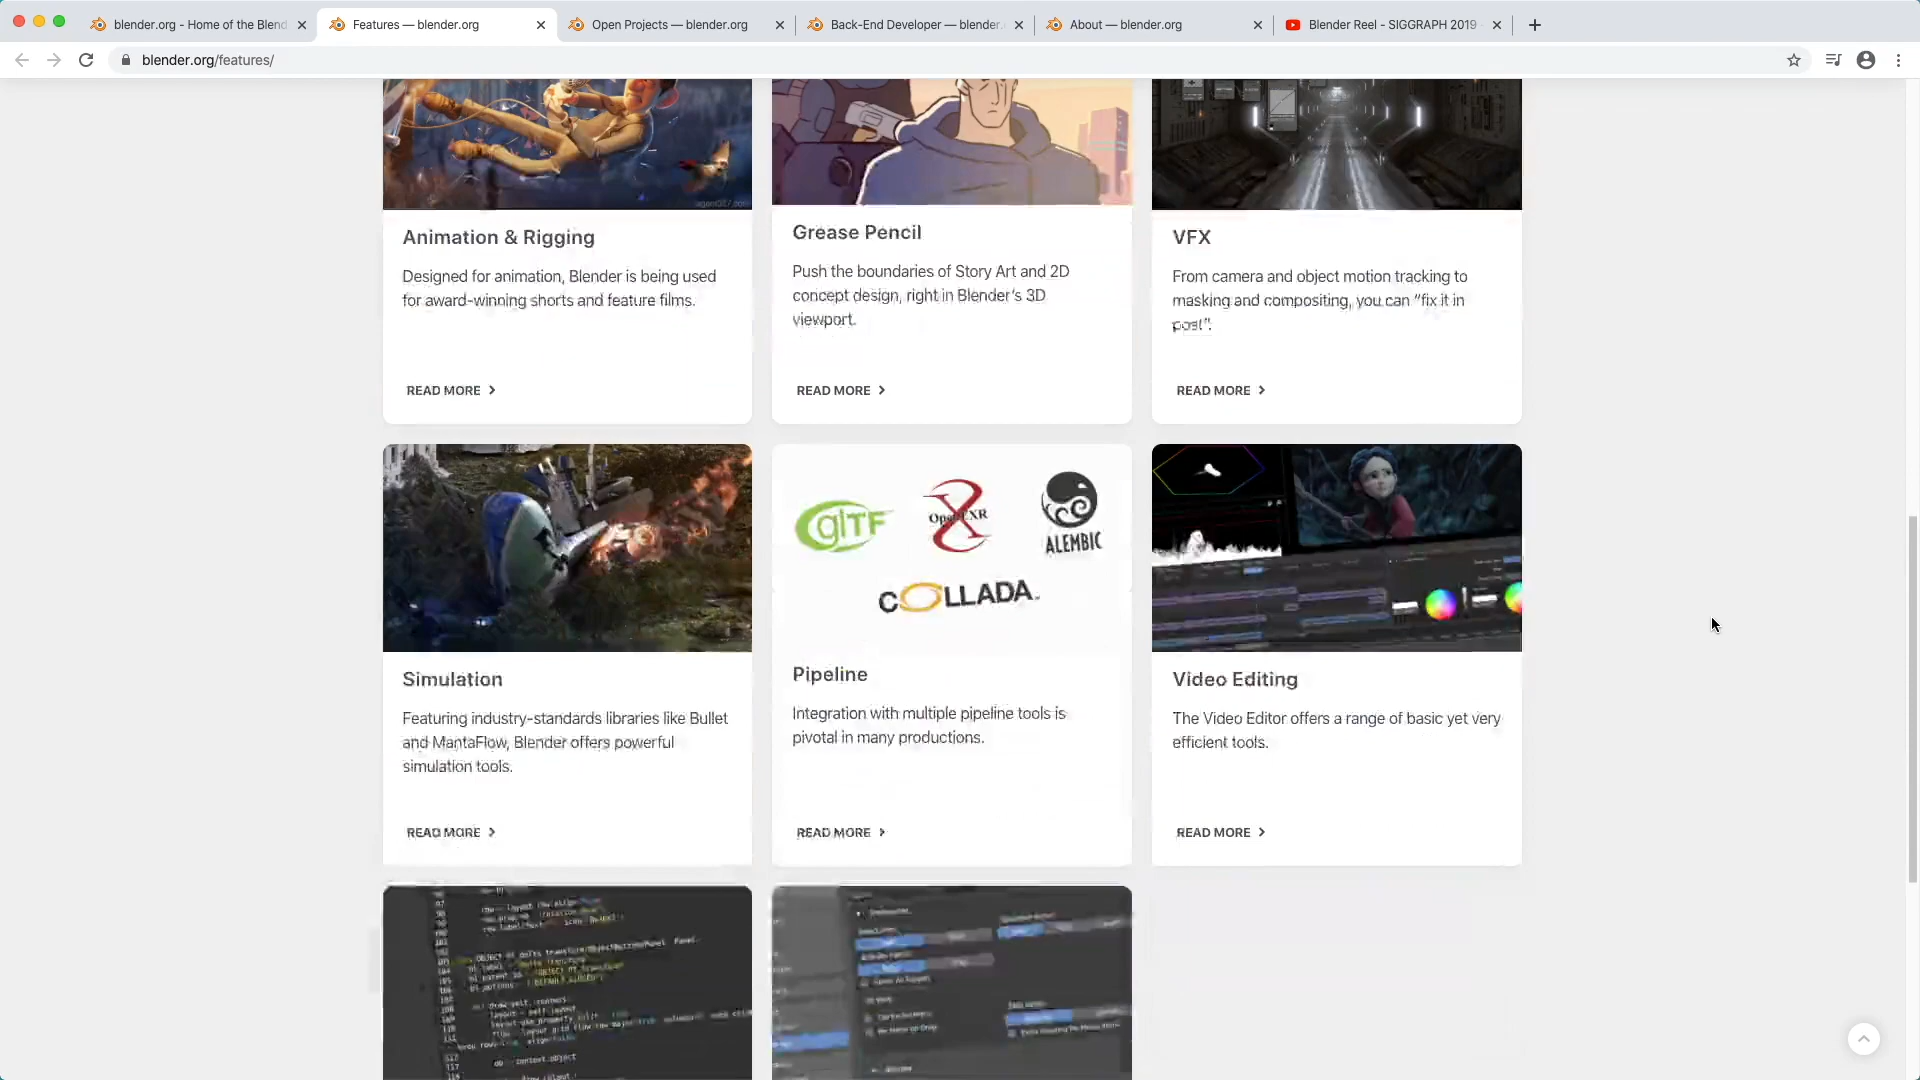 blender.org - Home of the Blend
Features — blender.org
Open Projects — blender.org
Back-End Developer — blender.
About — blender.org
Blender Reel - SIGGRAPH 2019
blender.org/features/
Animation & Rigging
Designed for animation, Blender is being used
for award-winning shorts and feature films.
READ MORE
Grease Pencil
Push the boundaries of Story Art and 2D
concept design, right in Blender's 3D
viewport.
READ MORE
VFX
From camera and object motion tracking to
masking and compositing, you can “fix it in
post”.
READ MORE
Simulation
Featuring industry-standards libraries like Bullet
and MantaFlow, Blender offers powerful
simulation tools.
READ MORE
glTF
OpenEXR
ALEMBIC
COLLADA
Pipeline
Integration with multiple pipeline tools is
pivotal in many productions.
READ MORE
Video Editing
The Video Editor offers a range of basic yet very
efficient tools.
READ MORE